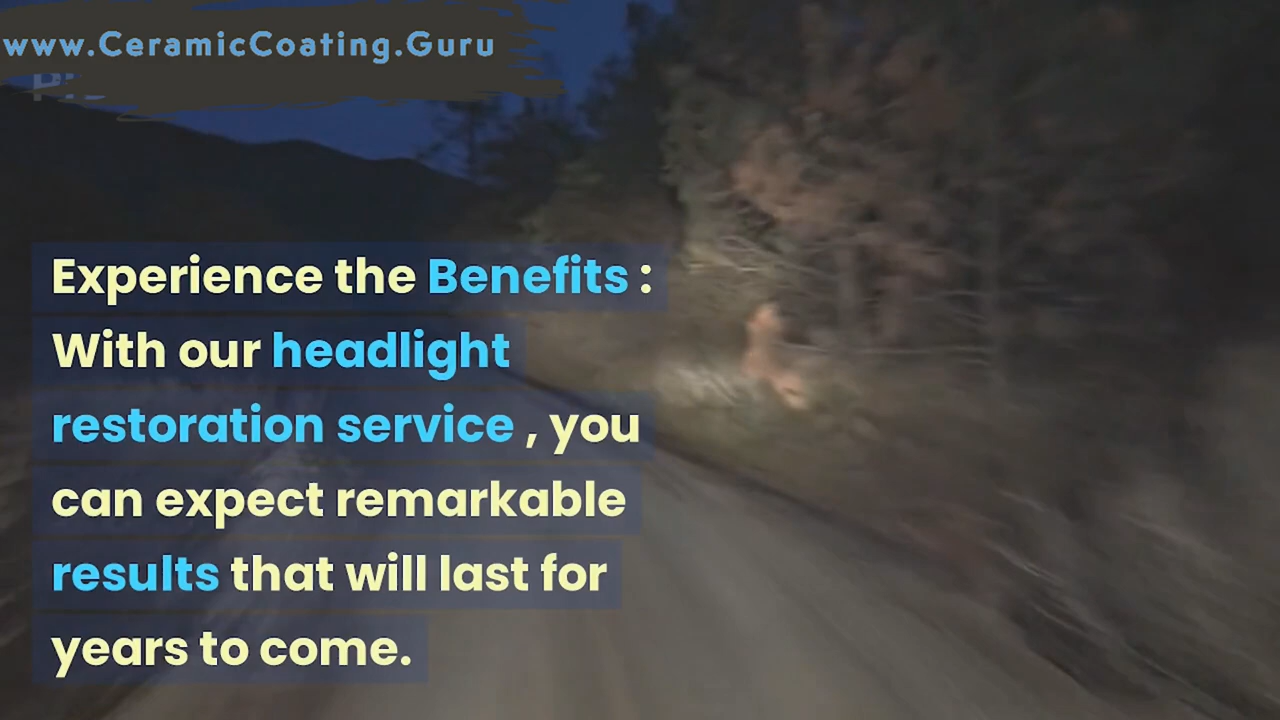 www.CeramicCoating.Guru
Experience the Benefits :
With our headlight
restoration service , you
can expect remarkable
results that will last for
years to come.